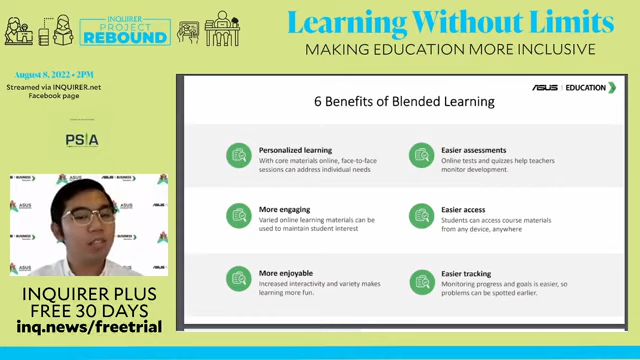 INQUIRER
PROJECT
REBOUND
Learning Without Limits
MAKING EDUCATION MORE INCLUSIVE
August 8, 2022 • 2PM
Streamed via INQUIRER.net
Facebook page
PSIA
INQUIRER PLUS
FREE 30 DAYS
inq.news/freetrial
ASUS | EDUCATION
6 Benefits of Blended Learning
Personalized learning
With core materials online, face-to-face
sessions can address individual needs
Easier assessments
Online tests and quizzes help teachers
monitor development.
More engaging
Varied online learning materials can be
used to maintain student interest
Easier access
Students can access course materials
from any device, anywhere
More enjoyable
Increased interactivity and variety makes
learning more fun.
Easier tracking
Monitoring progress and goals is easier, so
problems can be spotted earlier.